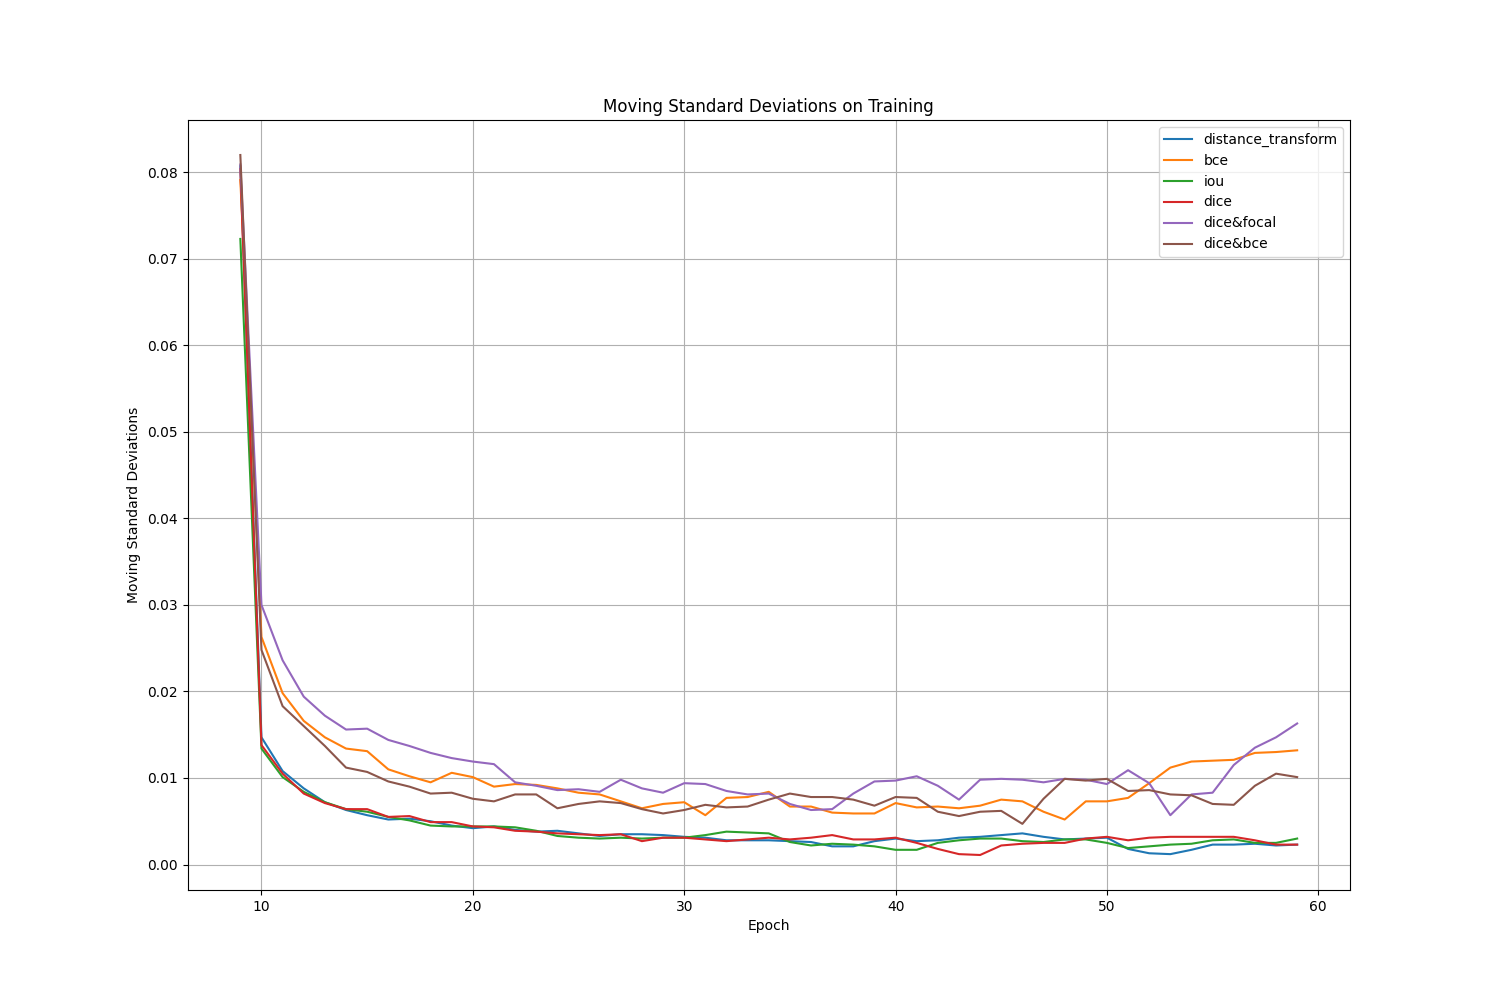 Moving Standard Deviations on Training
distance_transform
bce
iou
dice
dice&focal
dice&bce
Moving Standard Deviations
0.08
0.07
0.06
0.05
0.04
0.03
0.02
0.01
0.00
10 20 30 40 50 60
Epoch